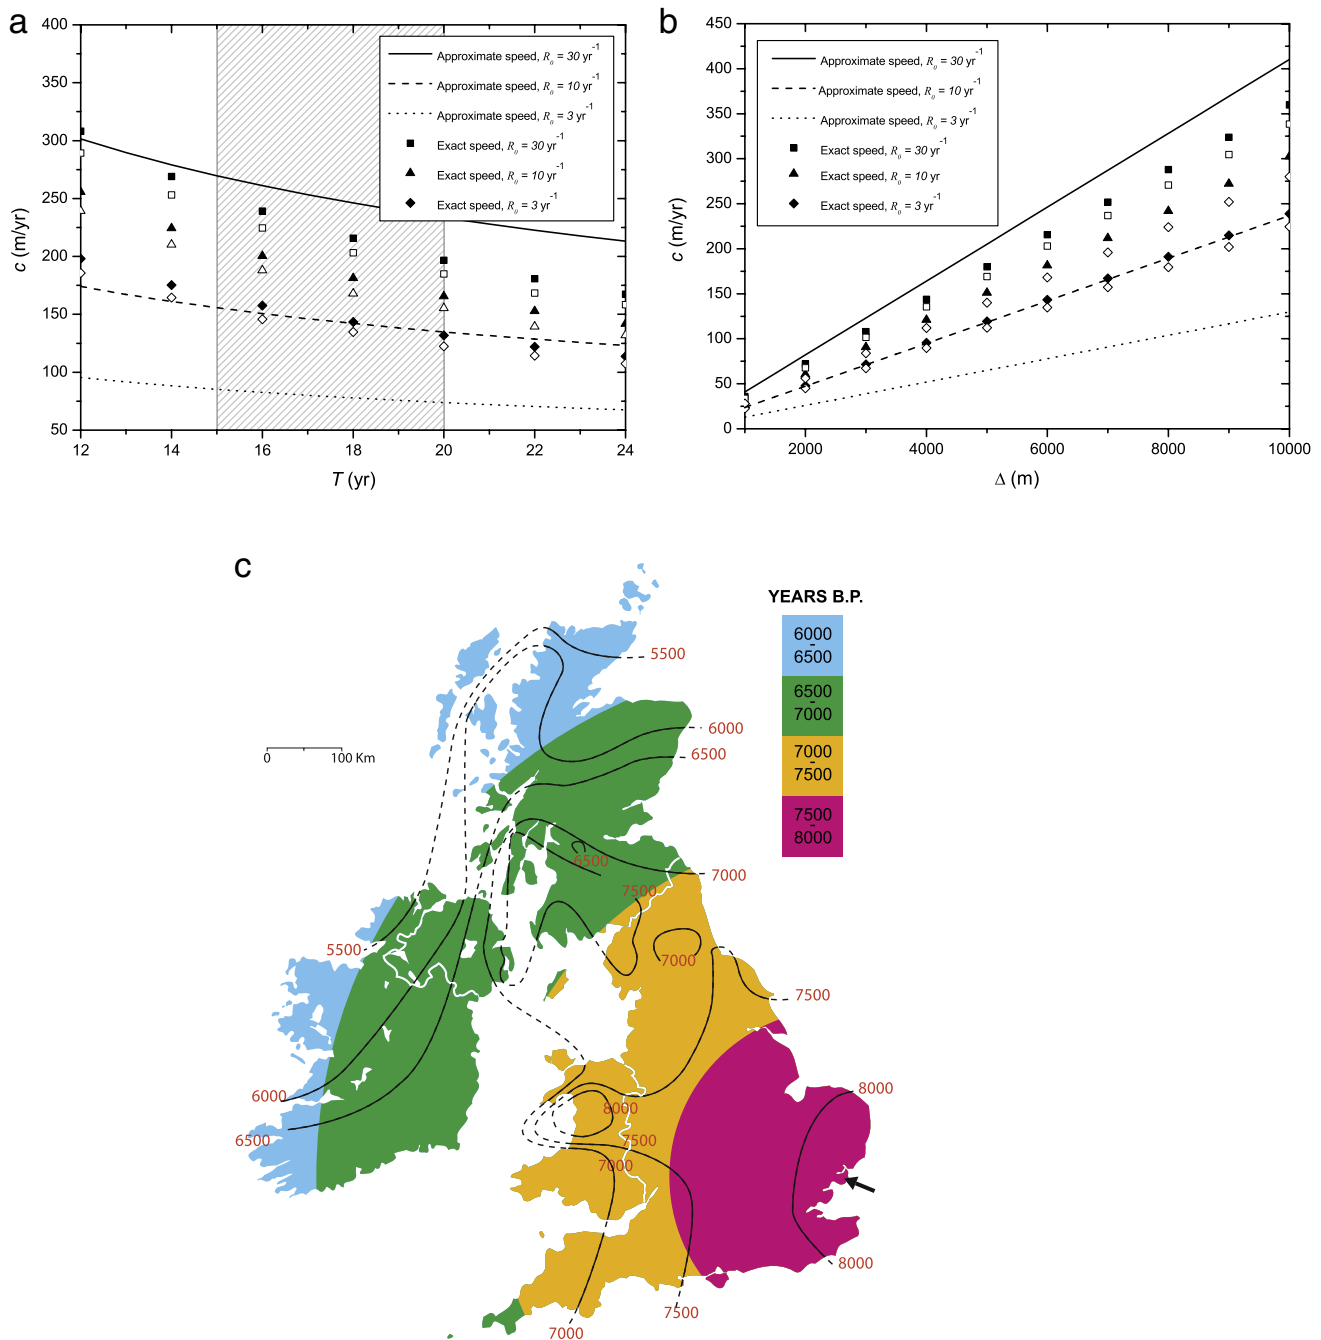 a
400
350
300
250
200
150
100
50
c (m/yr)
12 14 16 18 20 22 24
T (yr)
Approximate speed, R0 = 30 yr-1
Approximate speed, R0 = 10 yr-1
Approximate speed, R0 = 3 yr-1
Exact speed, R0 = 30 yr-1
Exact speed, R0 = 10 yr-1
Exact speed, R0 = 3 yr-1
b
450
400
350
300
250
200
150
100
50
0
c (m/yr)
2000 4000 6000 8000 10000
Δ (m)
Approximate speed, R0 = 30 yr-1
Approximate speed, R0 = 10 yr-1
Approximate speed, R0 = 3 yr-1
Exact speed, R0 = 30 yr-1
Exact speed, R0 = 10 yr
Exact speed, R0 = 3 yr-1
c
YEARS B.P.
6000
-
6500
6500
-
7000
7000
-
7500
7500
-
8000
0 100 Km
5500
6000
6500
6500
7000
7500
5500
7000
7500
6000
8000
8000
6500
7500
7000
8000
7500
7000